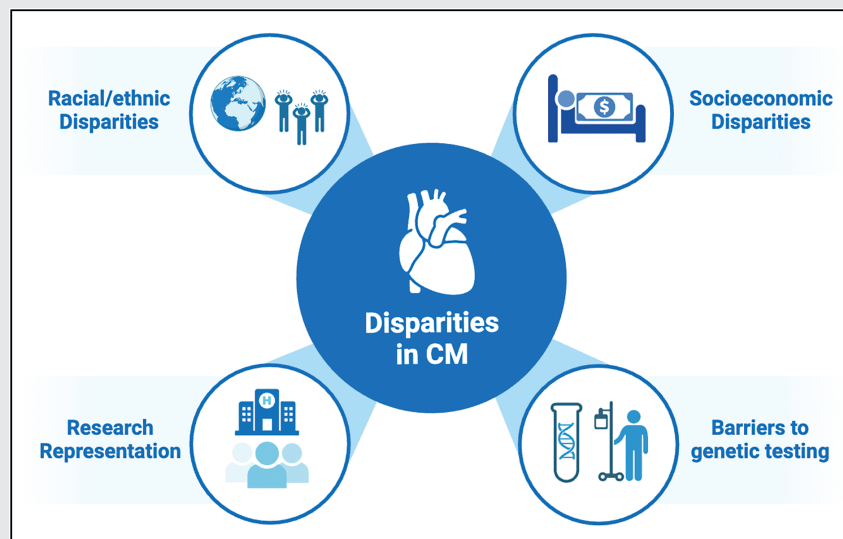 Racial/ethnic
Disparities
$
Socioeconomic
Disparities
Disparities
in CM
H
Research
Representation
Barriers to
genetic testing